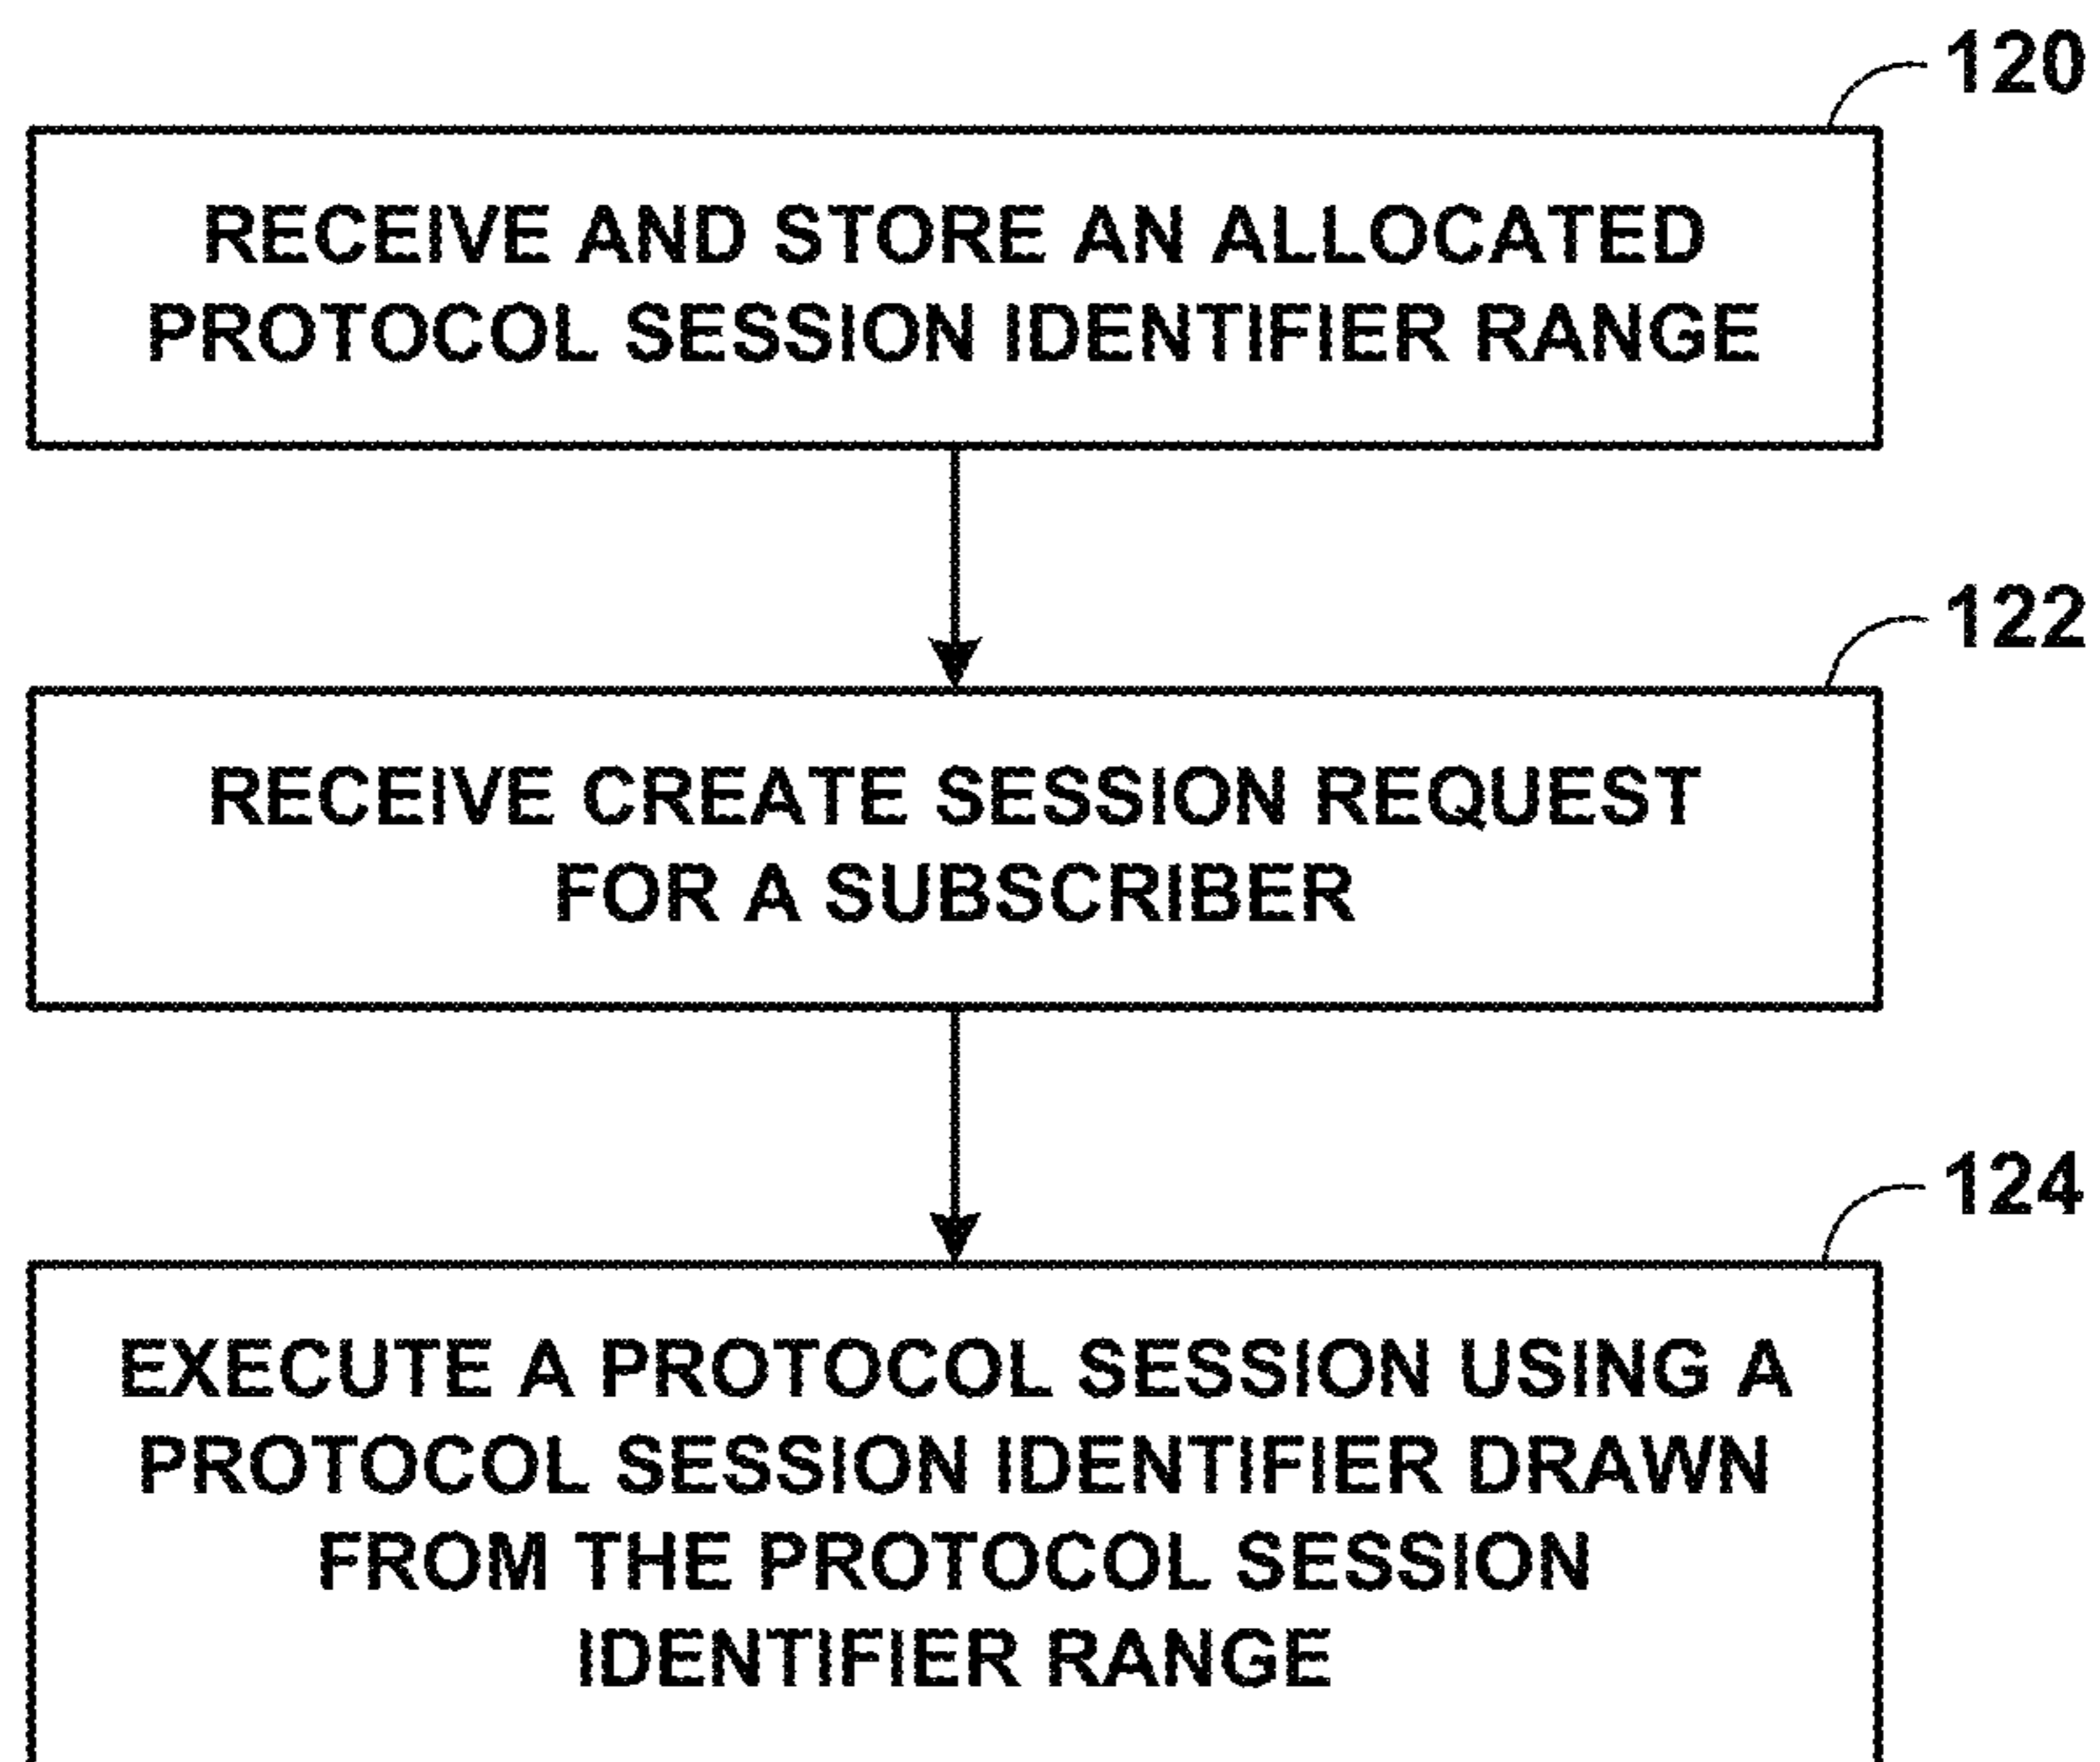 120
RECEIVE AND STORE AN ALLOCATED
PROTOCOL SESSION IDENTIFIER RANGE
122
RECEIVE CREATE SESSION REQUEST
FOR A SUBSCRIBER
124
EXECUTE A PROTOCOL SESSION USING A
PROTOCOL SESSION IDENTIFIER DRAWN
FROM THE PROTOCOL SESSION
IDENTIFIER RANGE